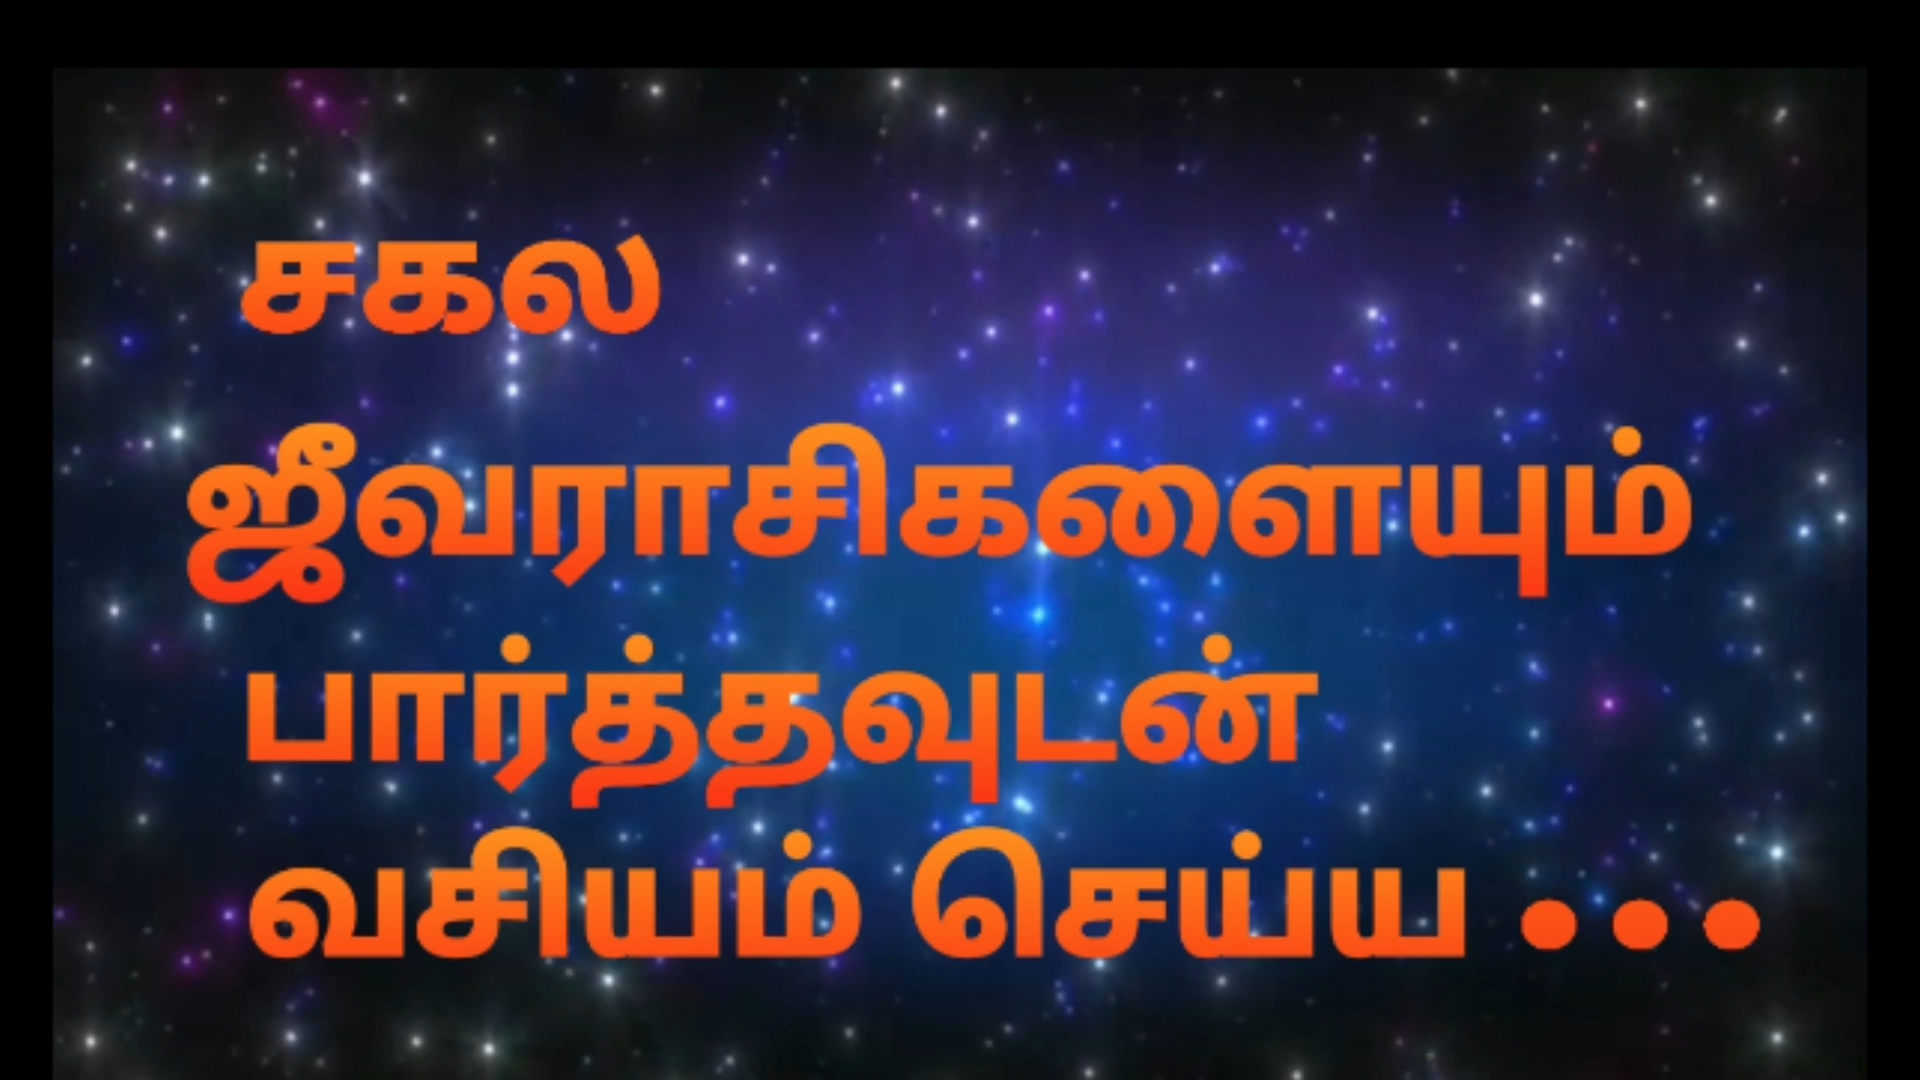 சகல
ஜீவராசிகளையும்
பார்த்தவுடன்
வசியம் செய்ய ...